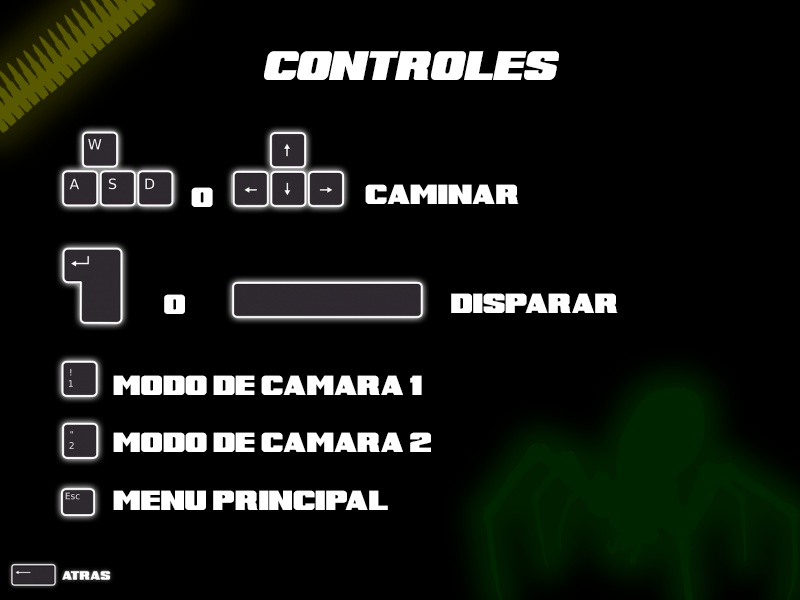 CONTROLES
W
A S D O ← ↑ ↓ → CAMINAR
↵ O DISPARAR
! 1 MODO DE CAMARA 1
" 2 MODO DE CAMARA 2
Esc MENU PRINCIPAL
← ATRAS